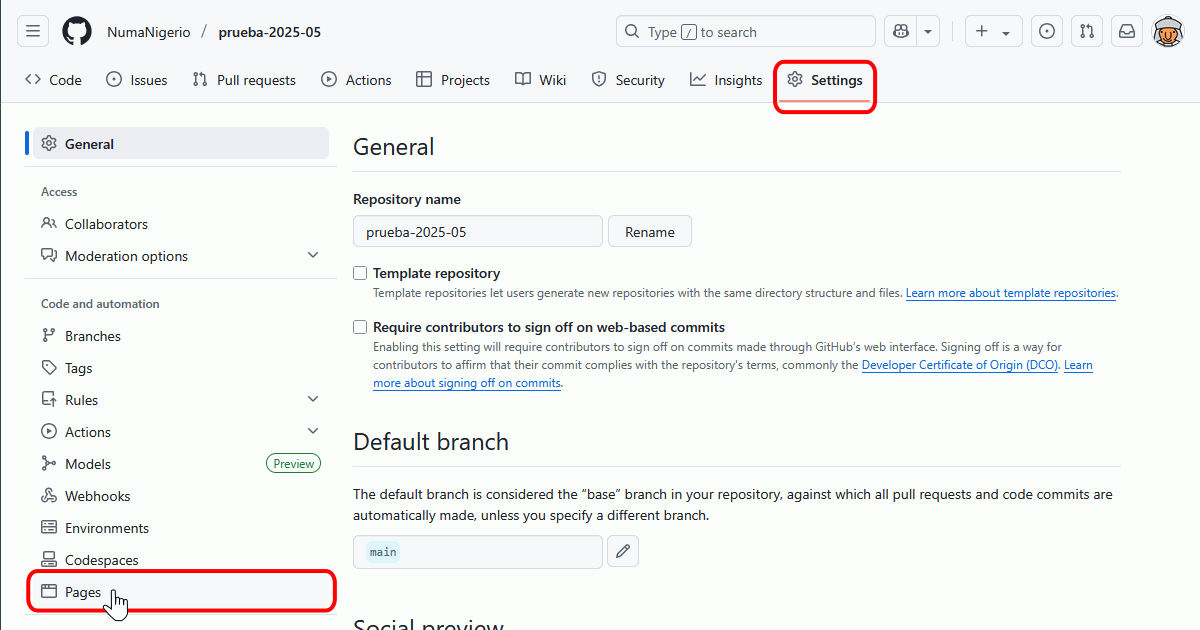 NumaNigerio / prueba-2025-05
Type / to search
Code Issues Pull requests Actions Projects Wiki Security Insights Settings
General
Access
Collaborators
Moderation options
Code and automation
Branches
Tags
Rules
Actions
Models Preview
Webhooks
Environments
Codespaces
Pages
General
Repository name
prueba-2025-05 Rename
Template repository
Template repositories let users generate new repositories with the same directory structure and files. Learn more about template repositories.
Require contributors to sign off on web-based commits
Enabling this setting will require contributors to sign off on commits made through GitHub's web interface. Signing off is a way for
contributors to affirm that their commit complies with the repository's terms, commonly the Developer Certificate of Origin (DCO). Learn
more about signing off on commits.
Default branch
The default branch is considered the “base” branch in your repository, against which all pull requests and code commits are
automatically made, unless you specify a different branch.
main
Social preview